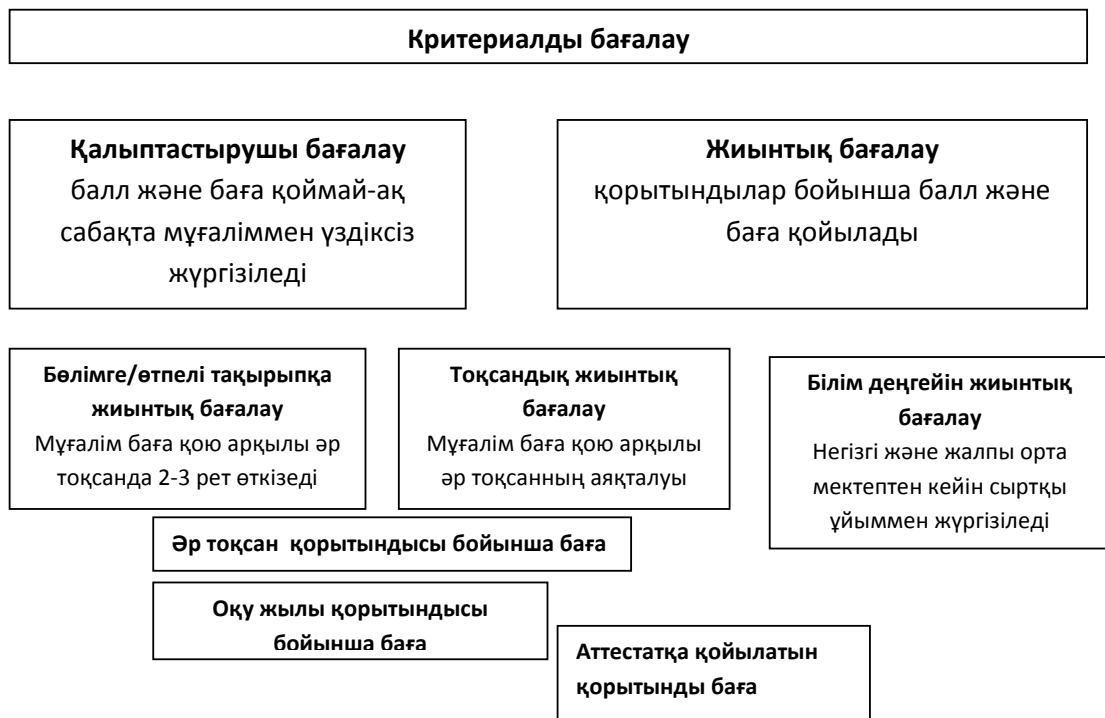 Критериалды бағалау
Қалыптастырушы бағалау
балл және баға қоймай-ақ
сабақта мұғаліммен үздіксіз
жүргізіледі
Жиынтық бағалау
қорытындылар бойынша балл және
баға қойылады
Бөлімге/өтпелі тақырыпқа
жиынтық бағалау
Мұғалім баға қою арқылы әр
тоқсанда 2-3 рет өткізеді
Тоқсандық жиынтық
бағалау
Мұғалім баға қою арқылы
әр тоқсанның аяқталуы
Білім деңгейін жиынтық
бағалау
Негізгі және жалпы орта
мектептен кейін сыртқы
ұйыммен жүргізіледі
Әр тоқсан қорытындысы бойынша баға
Оқу жылы қорытындысы
бойынша баға
Аттестатқа қойылатын
қорытынды баға